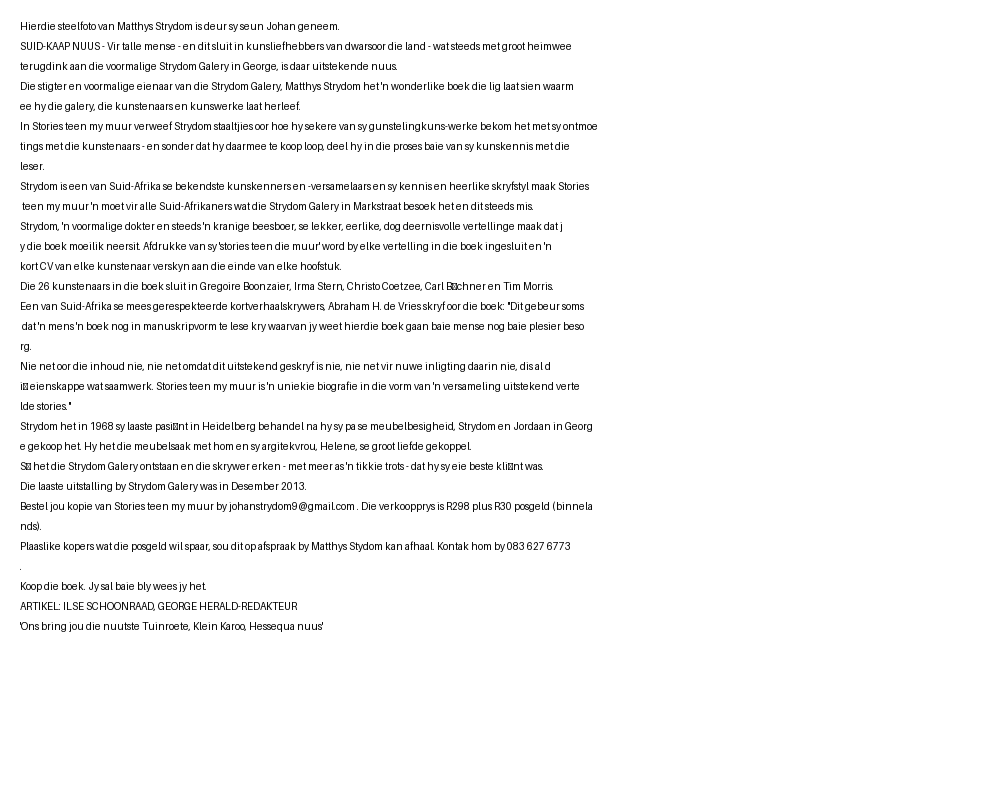 Hierdie steelfoto van Matthys Strydom is deur sy seun Johan geneem.
SUID-KAAP NUUS - Vir talle mense - en dit sluit in kunsliefhebbers van dwarsoor die land - wat steeds met groot heimwee
terugdink aan die voormalige Strydom Galery in George, is daar uitstekende nuus.
Die stigter en voormalige eienaar van die Strydom Galery, Matthys Strydom het 'n wonderlike boek die lig laat sien waarm
ee hy die galery, die kunstenaars en kunswerke laat herleef.
In Stories teen my muur verweef Strydom staaltjies oor hoe hy sekere van sy gunstelingkuns-werke bekom het met sy ontmoe
tings met die kunstenaars - en sonder dat hy daarmee te koop loop, deel hy in die proses baie van sy kunskennis met die
leser.
Strydom is een van Suid-Afrika se bekendste kunskenners en -versamelaars en sy kennis en heerlike skryfstyl maak Stories
teen my muur 'n moet vir alle Suid-Afrikaners wat die Strydom Galery in Markstraat besoek het en dit steeds mis.
Strydom, 'n voormalige dokter en steeds 'n kranige beesboer, se lekker, eerlike, dog deernisvolle vertellinge maak dat j
y die boek moeilik neersit. Afdrukke van sy 'stories teen die muur' word by elke vertelling in die boek ingesluit en 'n
kort CV van elke kunstenaar verskyn aan die einde van elke hoofstuk.
Die 26 kunstenaars in die boek sluit in Gregoire Boonzaier, Irma Stern, Christo Coetzee, Carl B□chner en Tim Morris.
Een van Suid-Afrika se mees gerespekteerde kortverhaalskrywers, Abraham H. de Vries skryf oor die boek: "Dit gebeur soms
dat 'n mens 'n boek nog in manuskripvorm te lese kry waarvan jy weet hierdie boek gaan baie mense nog baie plesier beso
rg.
Nie net oor die inhoud nie, nie net omdat dit uitstekend geskryf is nie, nie net vir nuwe inligting daarin nie, dis al d
i□ eienskappe wat saamwerk. Stories teen my muur is 'n uniekie biografie in die vorm van 'n versameling uitstekend verte
lde stories."
Strydom het in 1968 sy laaste pasi□nt in Heidelberg behandel na hy sy pa se meubelbesigheid, Strydom en Jordaan in Georg
e gekoop het. Hy het die meubelsaak met hom en sy argitekvrou, Helene, se groot liefde gekoppel.
S□ het die Strydom Galery ontstaan en die skrywer erken - met meer as 'n tikkie trots - dat hy sy eie beste kli□nt was.
Die laaste uitstalling by Strydom Galery was in Desember 2013.
Bestel jou kopie van Stories teen my muur by johanstrydom9@gmail.com . Die verkoopprys is R298 plus R30 posgeld (binnela
nds).
Plaaslike kopers wat die posgeld wil spaar, sou dit op afspraak by Matthys Stydom kan afhaal. Kontak hom by 083 627 6773
.
Koop die boek. Jy sal baie bly wees jy het.
ARTIKEL: ILSE SCHOONRAAD, GEORGE HERALD-REDAKTEUR
'Ons bring jou die nuutste Tuinroete, Klein Karoo, Hessequa nuus'